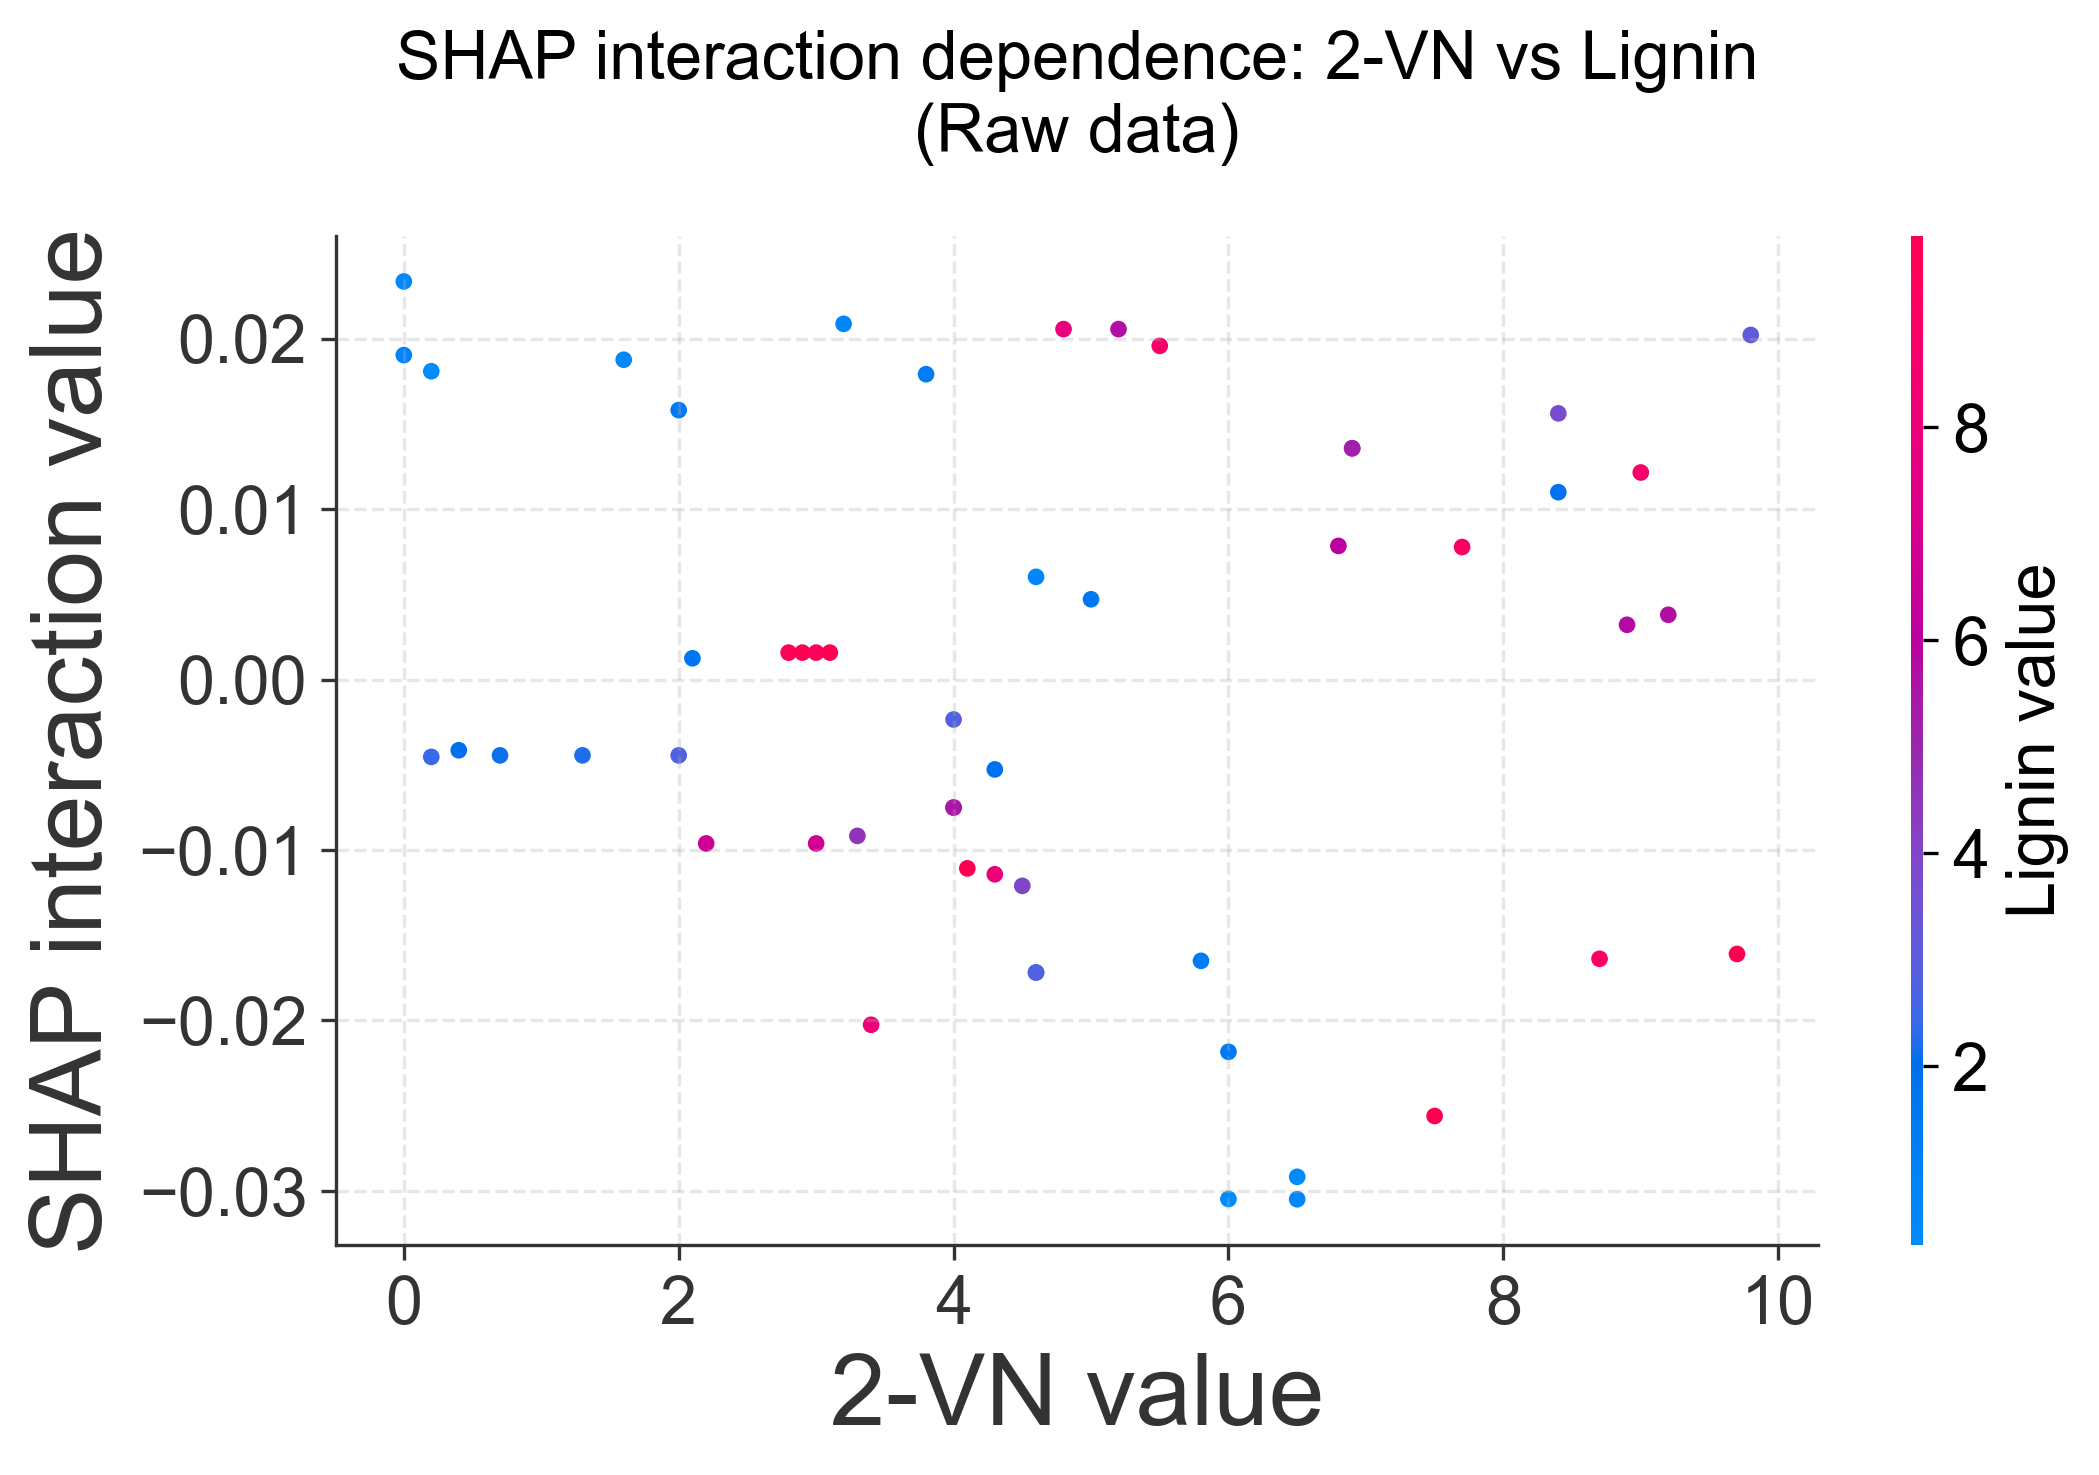 SHAP interaction dependence: 2-VN vs Lignin
(Raw data)
SHAP interaction value
0.02
0.01
0.00
−0.01
−0.02
−0.03
0 2 4 6 8 10
2-VN value
8
6
4
2
Lignin value